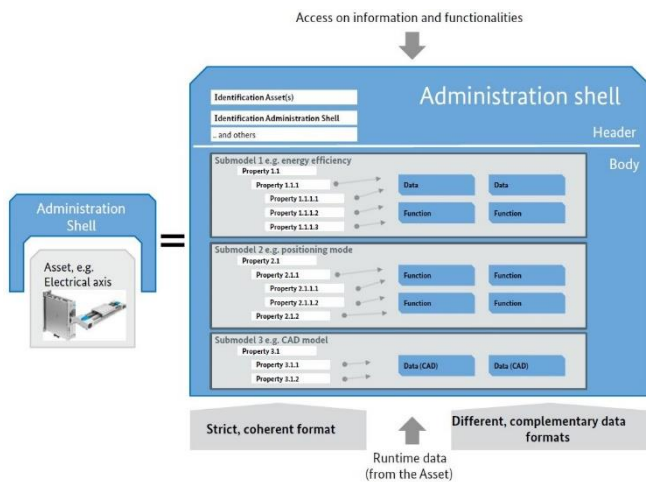 Access on information and functionalities
Administration shell
Identification Asset(s)
Identification Administration Shell
.. and others
Header
Body
Submodel 1 e.g. energy efficiency
Property 1.1
Property 1.1.1
Property 1.1.1.1
Property 1.1.1.2
Property 1.1.1.3
Data
Data
Function
Function
Administration
Shell
=
Asset, e.g.
Electrical axis
Submodel 2 e.g. positioning mode
Property 2.1
Property 2.1.1
Property 2.1.1.1
Property 2.1.1.2
Property 2.1.2
Function
Function
Function
Function
Submodel 3 e.g. CAD model
Property 3.1
Property 3.1.1
Property 3.1.2
Data (CAD)
Data (CAD)
Strict, coherent format
Different, complementary data
formats
Runtime data
(from the Asset)